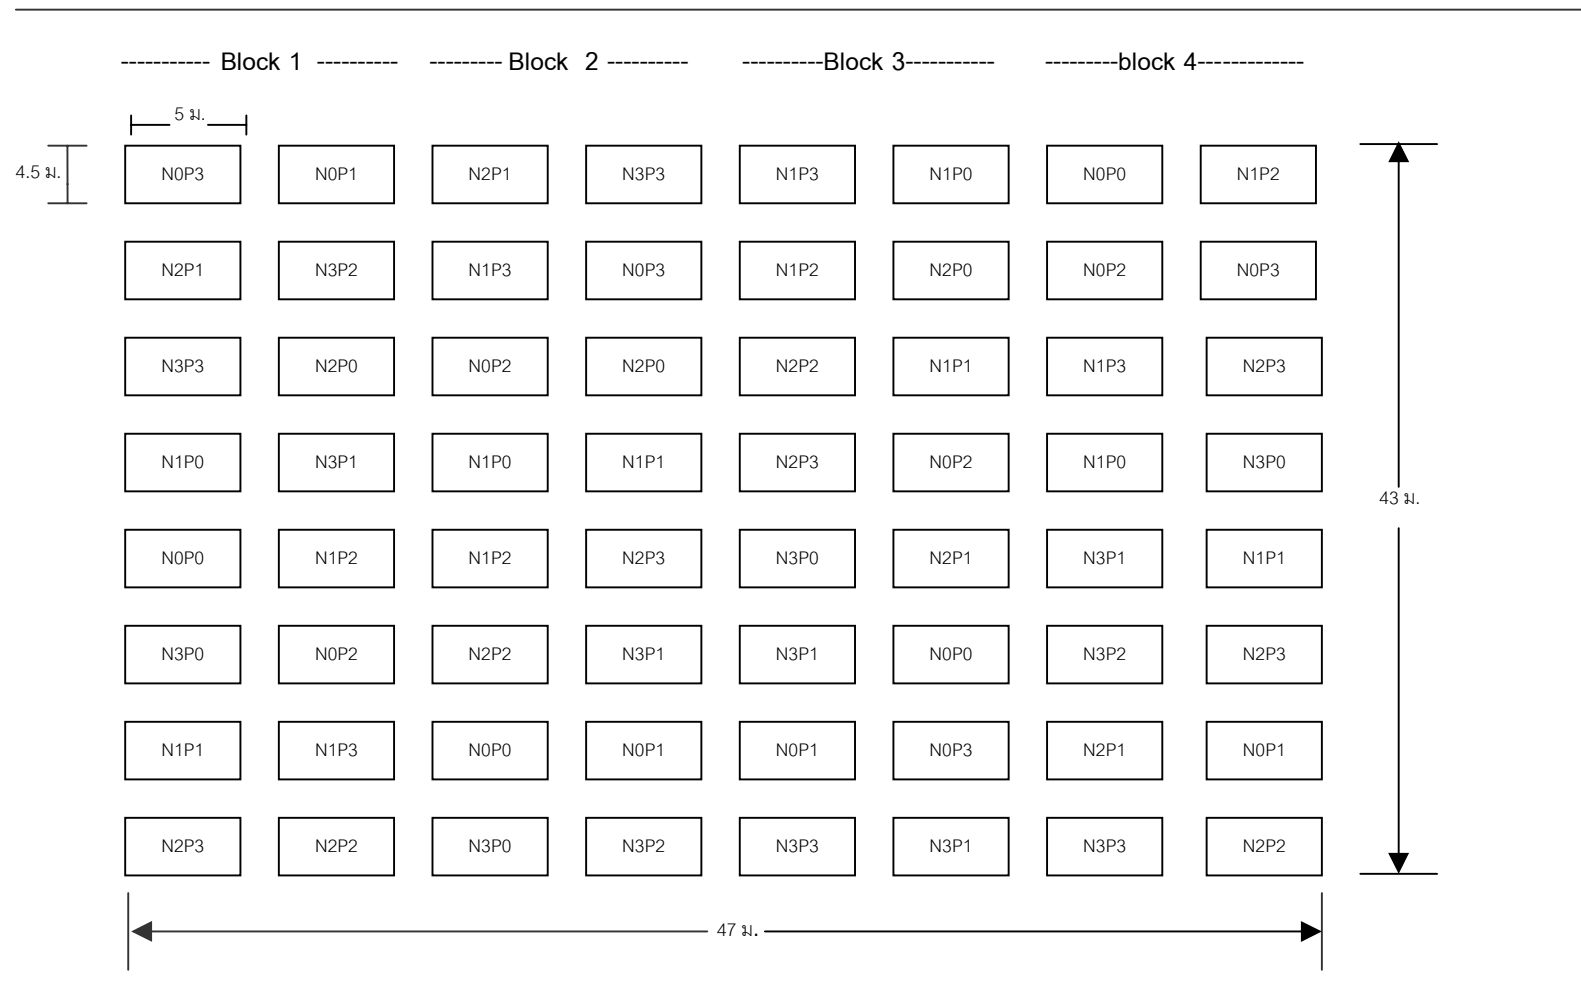 ----------- Block 1 ---------- --------- Block 2 ---------- ----------Block 3----------- ---------block 4-------------
5 ม.
4.5 ม. N0P3 N0P1 N2P1 N3P3 N1P3 N1P0 N0P0 N1P2
N2P1 N3P2 N1P3 N0P3 N1P2 N2P0 N0P2 N0P3
N3P3 N2P0 N0P2 N2P0 N2P2 N1P1 N1P3 N2P3
N1P0 N3P1 N1P0 N1P1 N2P3 N0P2 N1P0 N3P0
43 ม.
N0P0 N1P2 N1P2 N2P3 N3P0 N2P1 N3P1 N1P1
N3P0 N0P2 N2P2 N3P1 N3P1 N0P0 N3P2 N2P3
N1P1 N1P3 N0P0 N0P1 N0P1 N0P3 N2P1 N0P1
N2P3 N2P2 N3P0 N3P2 N3P3 N3P1 N3P3 N2P2
47 ม.